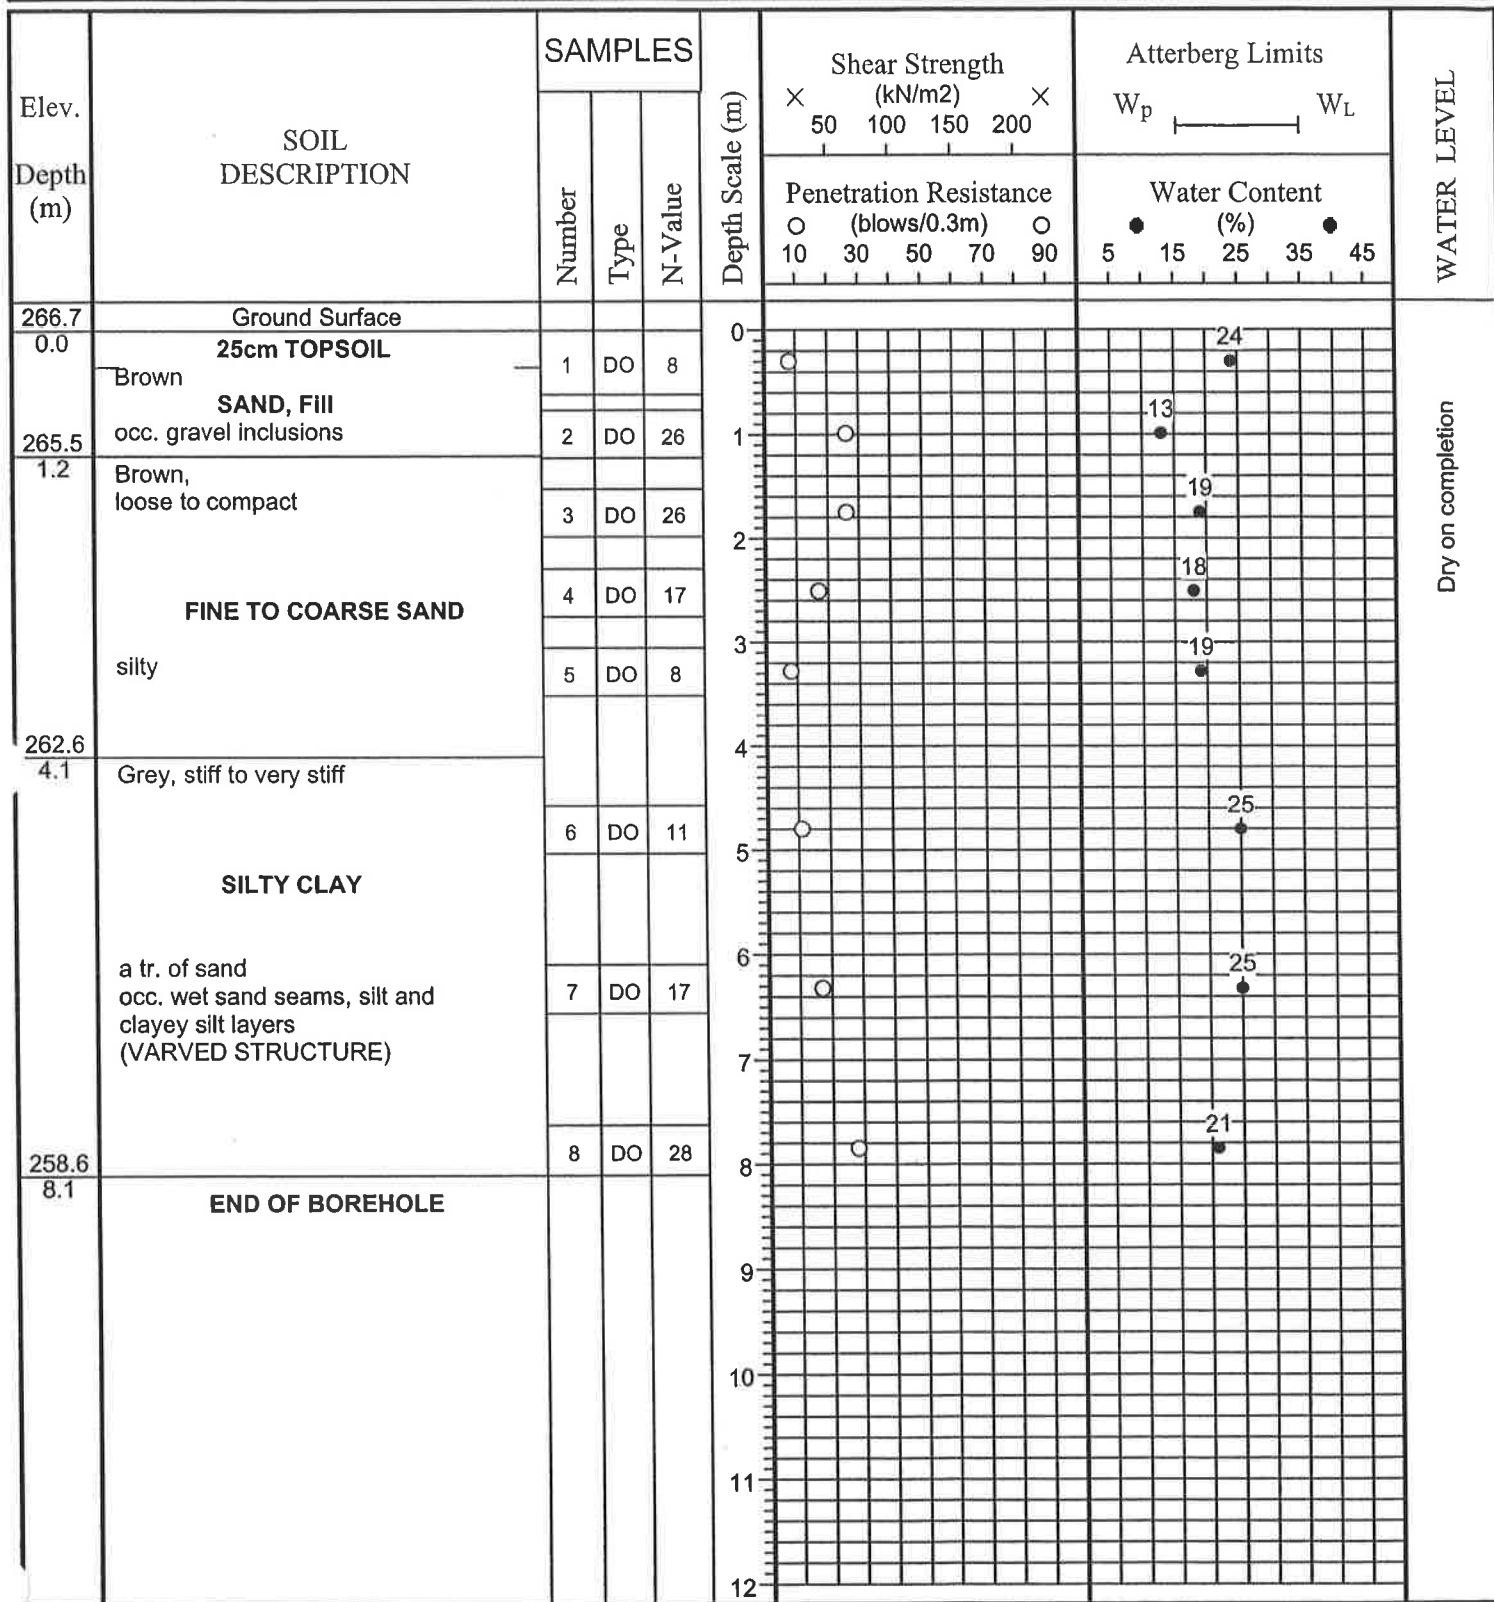 SAMPLES
Elev.
Depth
(m)
SOIL
DESCRIPTION
Number
Type
N-Value
Depth Scale (m)
Shear Strength
× (kN/m2) ×
50 100 150 200
Penetration Resistance
(blows/0.3m)
10 30 50 70 90
Atterberg Limits
Wp WL
Water Content
(%)
5 15 25 35 45
WATER LEVEL
266.7 Ground Surface
0.0 25cm TOPSOIL
Brown
SAND, Fill
occ. gravel inclusions
265.5
1.2 Brown,
loose to compact
FINE TO COARSE SAND
silty
262.6
4.1 Grey, stiff to very stiff
SILTY CLAY
a tr. of sand
occ. wet sand seams, silt and
clayey silt layers
(VARVED STRUCTURE)
258.6
8.1
END OF BOREHOLE
1 DO 8
2 DO 26
3 DO 26
4 DO 17
5 DO 8
6 DO 11
7 DO 17
8 DO 28
0
1
2
3
4
5
6
7
8
9
10
11
12
24
13
19
18
19
25
25
21
Dry on completion